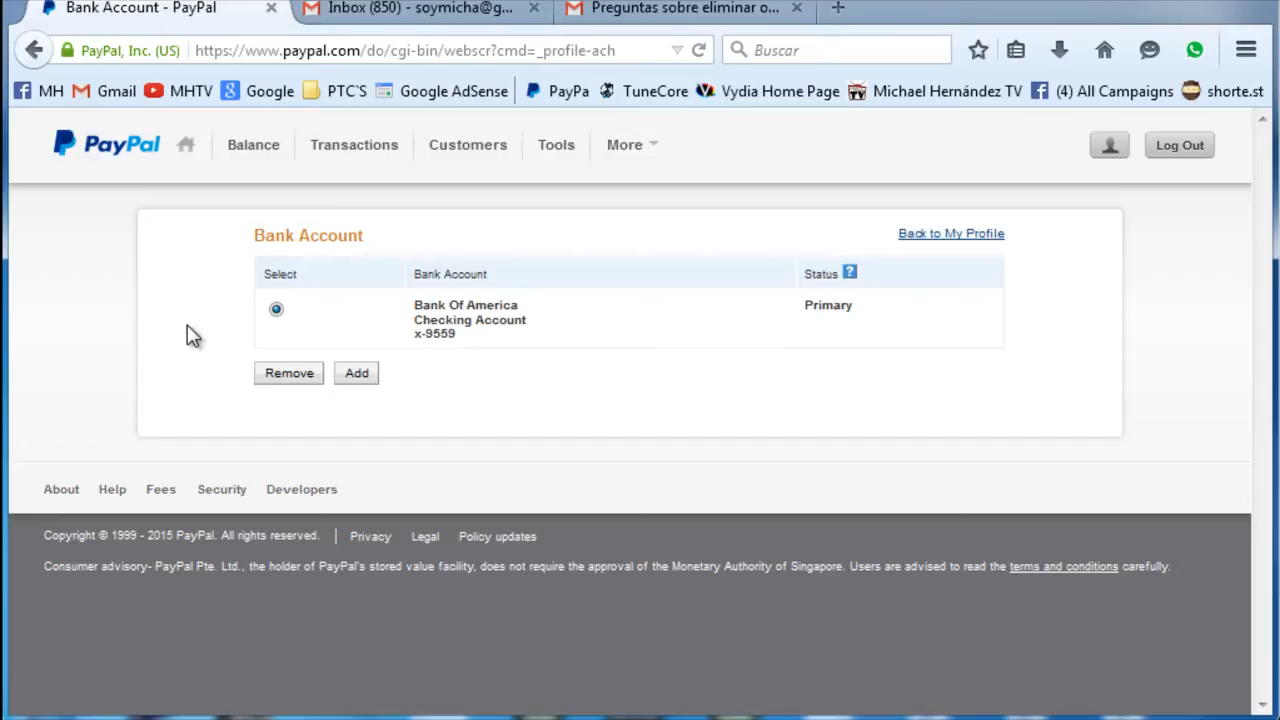 Bank Account - PayPal
Inbox (850) - soymicha@g...
Preguntas sobre eliminar o...
PayPal, Inc. (US)
https://www.paypal.com/do/cgi-bin/webscr?cmd=_profile-ach
Buscar
MH
Gmail
MHTV
Google
PTC`S
Google AdSense
PayPa
TuneCore
Vydia Home Page
Michael Hernández TV
(4) All Campaigns
shorte.st
PayPal
Balance
Transactions
Customers
Tools
More
Log Out
Bank Account
Back to My Profile
Select
Bank Account
Status ?
Bank Of America
Checking Account
x-9559
Primary
Remove
Add
About
Help
Fees
Security
Developers
Copyright © 1999 - 2015 PayPal. All rights reserved.
Privacy
Legal
Policy updates
Consumer advisory- PayPal Pte. Ltd., the holder of PayPal's stored value facility, does not require the approval of the Monetary Authority of Singapore. Users are advised to read the terms and conditions carefully.